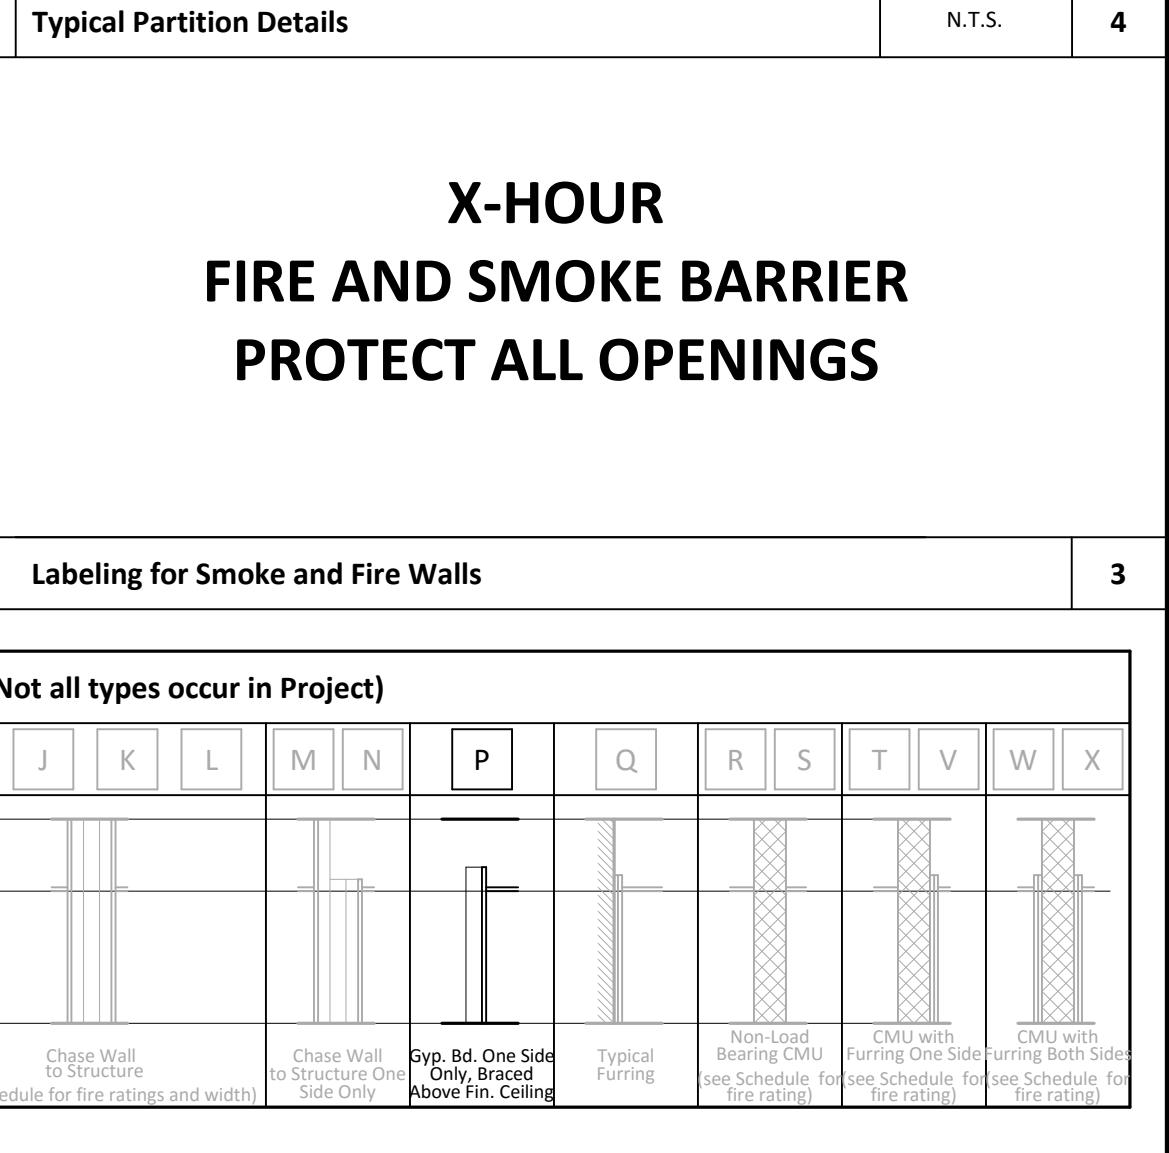 Typical Partition Details
N.T.S.
4
X-HOUR
FIRE AND SMOKE BARRIER
PROTECT ALL OPENINGS
Labeling for Smoke and Fire Walls
3
Not all types occur in Project)
J K L M N P Q R S T V W X
Chase Wall
to Structure
edule for fire ratings and width)
Chase Wall
to Structure One
Side Only
Gyp. Bd. One Side
Only, Braced
Above Fin. Ceiling
Typical
Furring
Non-Load
Bearing CMU
(see Schedule for
fire rating)
CMU with
Furring One Side
(see Schedule for
fire rating)
CMU with
Furring Both Sides
(see Schedule for
fire rating)